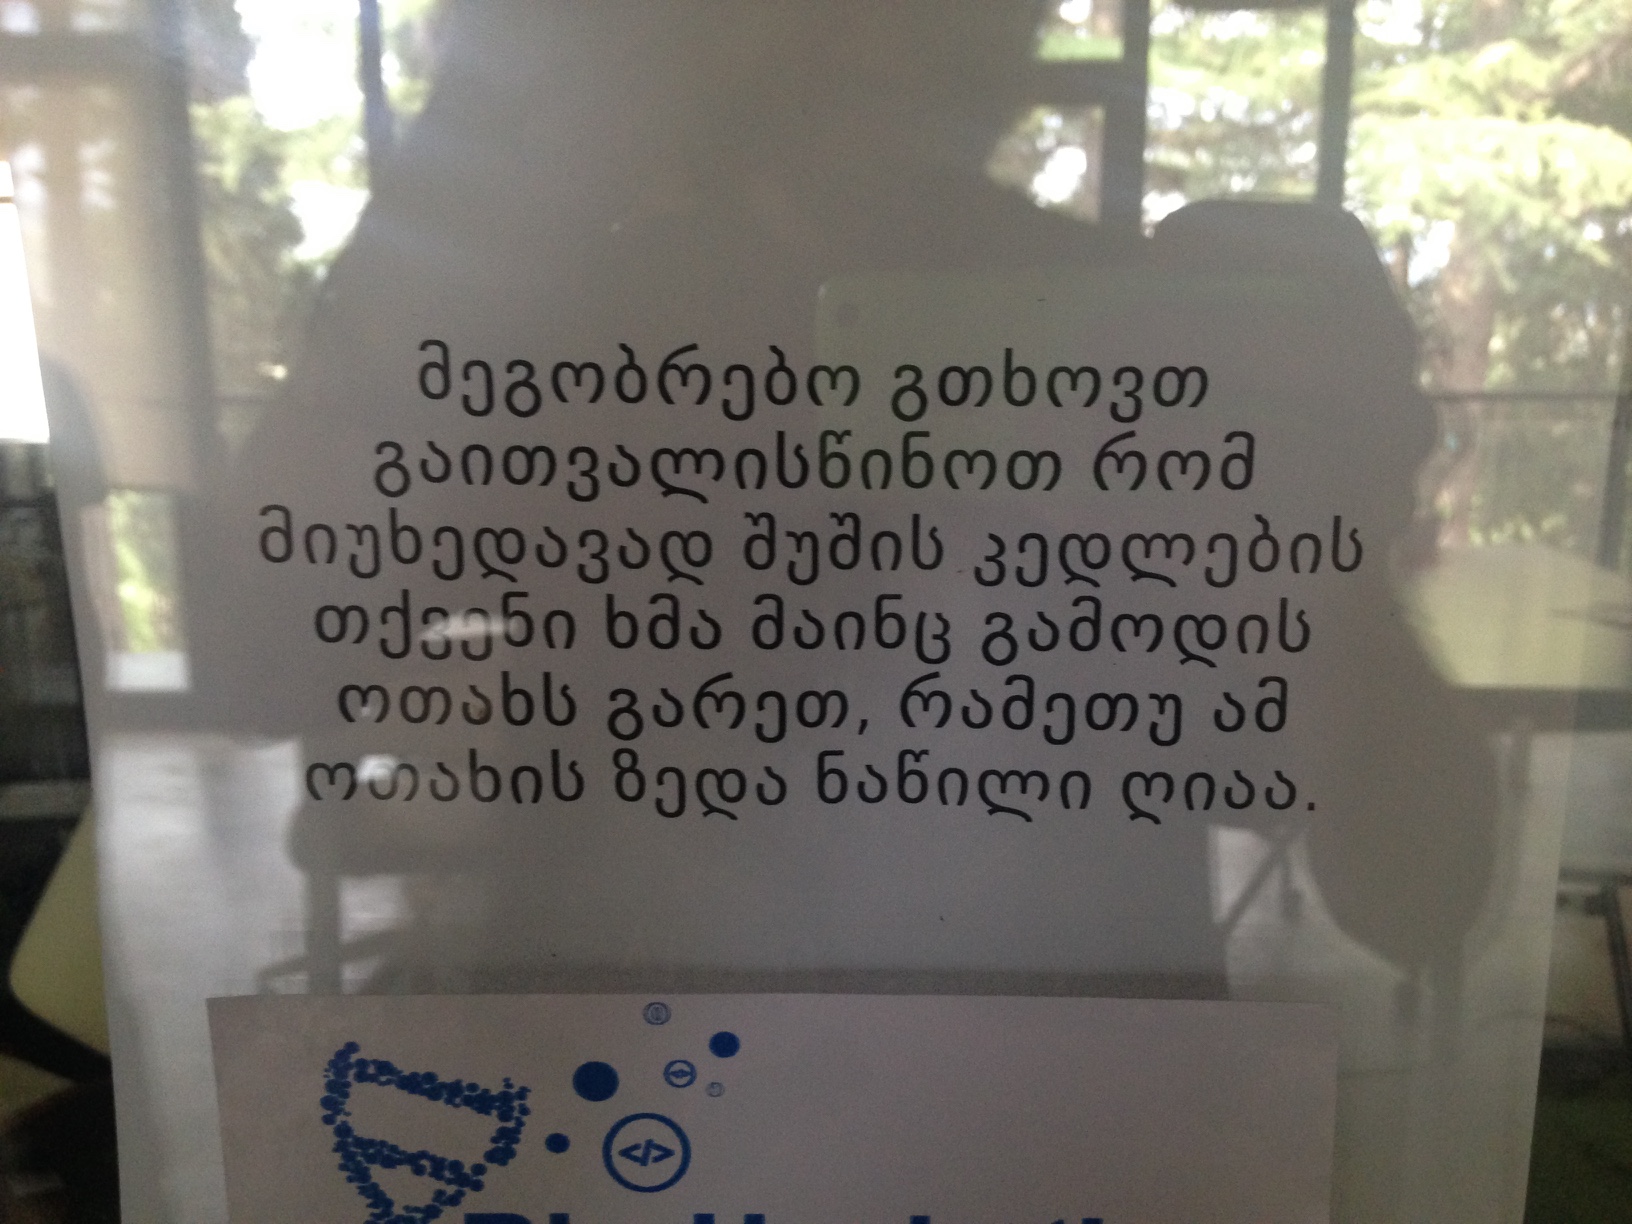 მეგობრებო გთხოვთ
გაითვალისწინოთ რომ
მიუხედავად შუშის კედლების
თქვენი ხმა მაინც გამოდის
ოთახს გარეთ, რამეთუ ამ
ოთახის ზედა ნაწილი ღიაა.